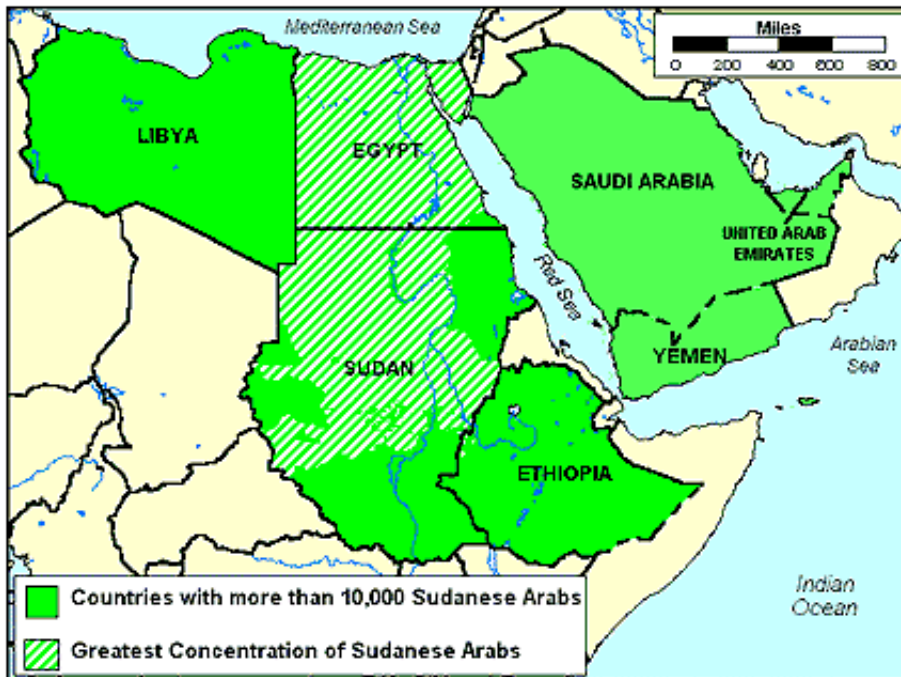 Mediterranean Sea
Miles
0 200 400 600 800
LIBYA
EGYPT
SAUDI ARABIA
UNITED ARAB
EMIRATES
Red Sea
SUDAN
YEMEN
Arabian
Sea
ETHIOPIA
Indian
Ocean
Countries with more than 10,000 Sudanese Arabs
Greatest Concentration of Sudanese Arabs